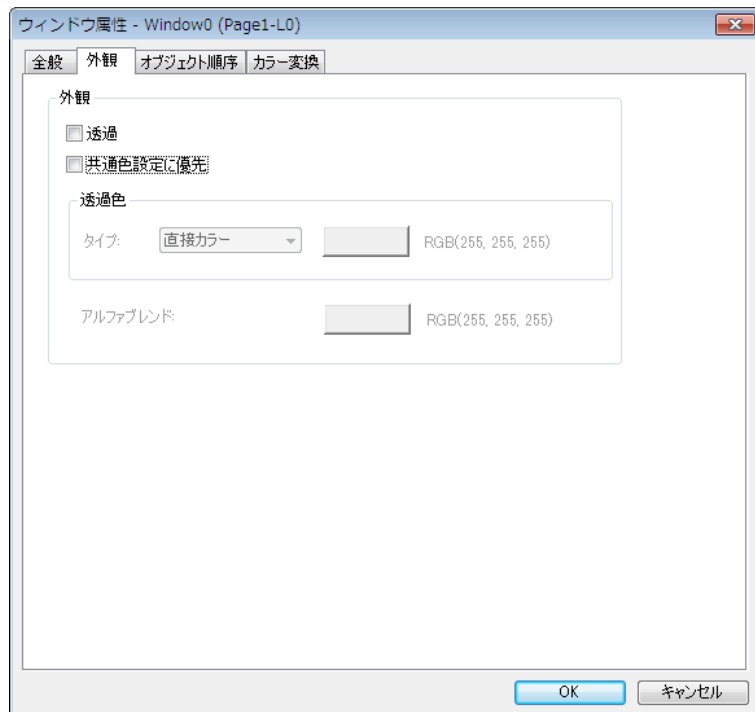 ウィンドウ属性 - Window0 (Page1-L0)
全般 外観 オブジェクト順序 カラー変換
外観
透過
共通色設定に優先
透過色
タイプ: 直接カラー RGB(255, 255, 255)
アルファブレンド: RGB(255, 255, 255)
OK キャンセル